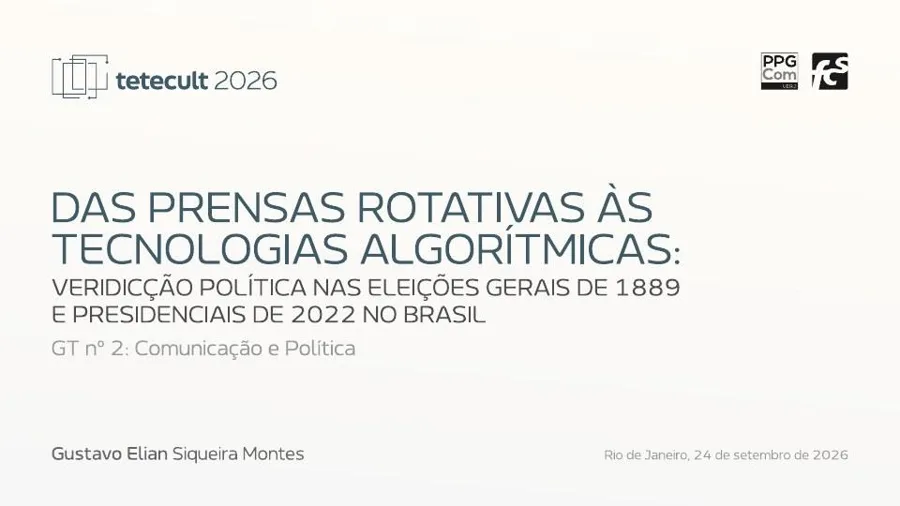 tetecult 2026
PPG
Com
UERJ
fcs
DAS PRENSAS ROTATIVAS ÀS
TECNOLOGIAS ALGORÍTMICAS:
VERIDICÇÃO POLÍTICA NAS ELEIÇÕES GERAIS DE 1889
E PRESIDENCIAIS DE 2022 NO BRASIL
GT nº 2: Comunicação e Política
Gustavo Elian Siqueira Montes
Rio de Janeiro, 24 de setembro de 2026